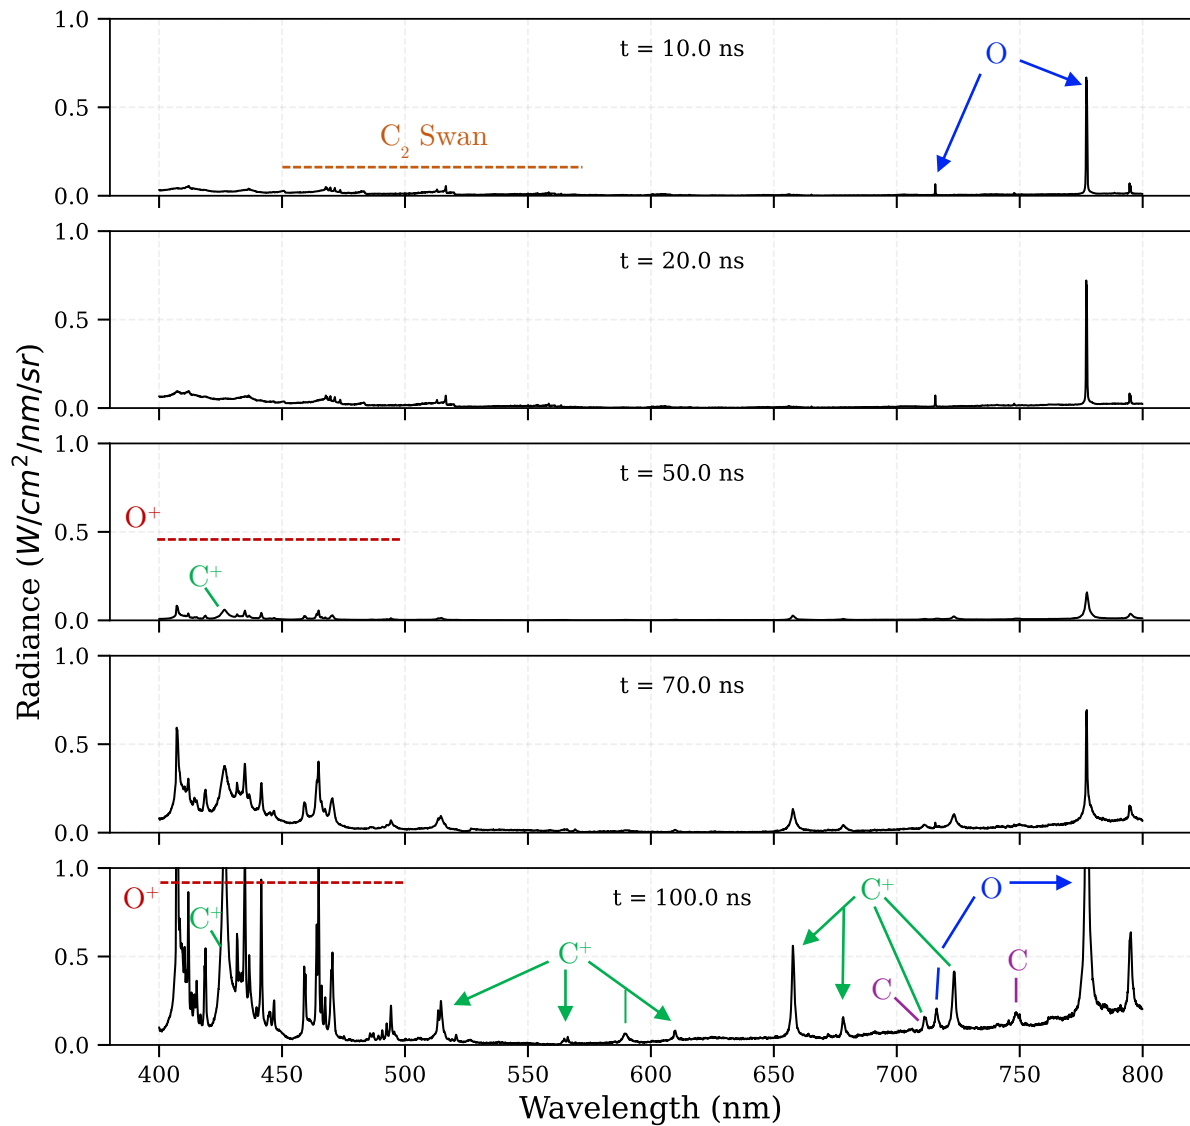 Radiance (W/cm²/nm/sr)
1.0
0.5
0.0
t = 10.0 ns
O
C₂ Swan
1.0
0.5
0.0
t = 20.0 ns
1.0
0.5
0.0
t = 50.0 ns
O⁺
C⁺
1.0
0.5
0.0
t = 70.0 ns
1.0
0.5
0.0
t = 100.0 ns
O⁺
C⁺
C⁺
C⁺
O
C
C
400 450 500 550 600 650 700 750 800
Wavelength (nm)